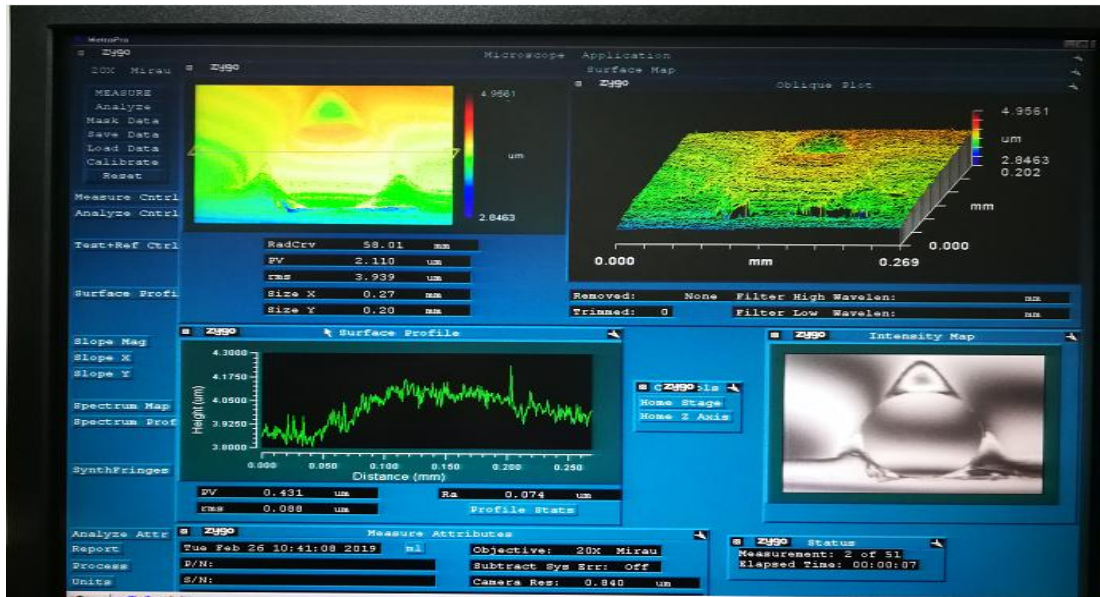 MetroPro
zygo
Microscope Application
20X Mirau
zygo
Surface Map
MEASURE
Analyze
Mask Data
Save Data
Load Data
Calibrate
Reset
Measure Cntrl
Analyze Cntrl
Test+Ref Ctrl
Surface Profi
Slope Mag
Slope X
Slope Y
Spectrum Map
Spectrum Prof
SynthFringes
Analyze Attr
Report
Process
Units
4.9561
um
2.8463
zygo
Oblique Plot
4.9561
um
2.8463
0.202
mm
0.000
0.000
mm
0.269
RadCrv 58.01 mm
PV 2.110 um
rms 3.939 um
Size X 0.27 mm
Size Y 0.20 mm
Removed: None
Filter High Wavelen: mm
Trimmed: 0
Filter Low Wavelen: mm
zygo
Surface Profile
4.3000
4.1750
4.0500
3.9250
3.8000
Height (um)
0.000 0.050 0.100 0.150 0.200 0.250
Distance (mm)
PV 0.431 um
Ra 0.074 um
rms 0.088 um
Profile Stats
zygo
Home Stage
Home Z Axis
zygo
Intensity Map
zygo
Measure Attributes
Tue Feb 26 10:41:08 2019
Objective: 20X Mirau
P/N:
Subtract Sys Err: Off
S/N:
Camera Res: 0.840 um
zygo
Status
Measurement: 2 of 51
Elapsed Time: 00:00:07